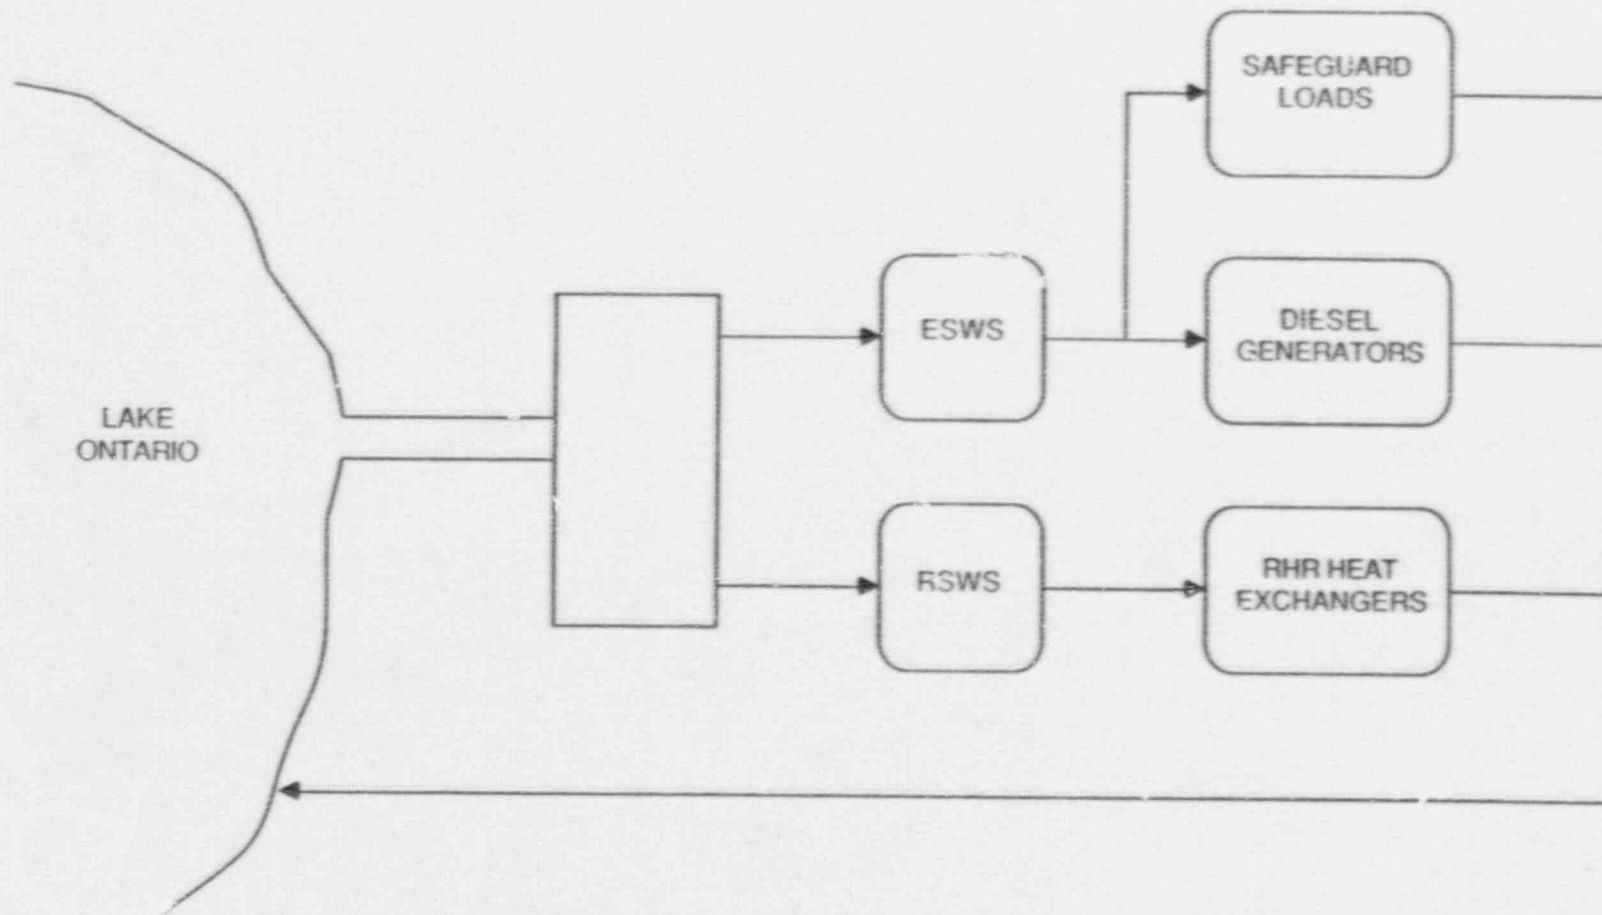 SAFEGUARD
LOADS
ESWS
DIESEL
GENERATORS
LAKE
ONTARIO
RSWS
RHR HEAT
EXCHANGERS